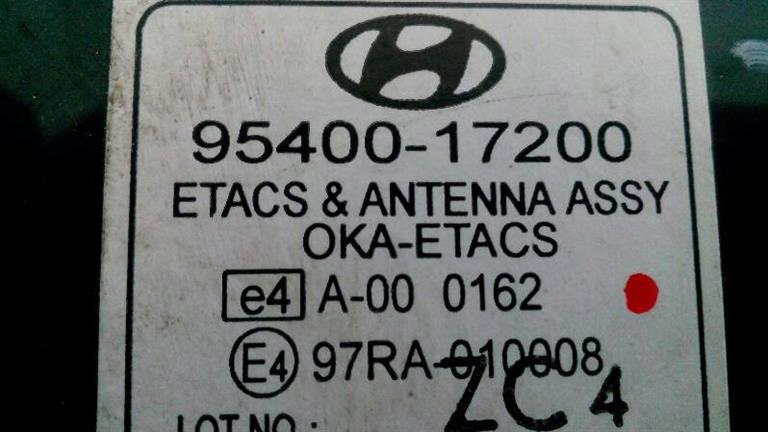 95400-17200
ETACS & ANTENNA ASSY
OKA-ETACS
e4 A-00 0162
E4 97RA-010008
ZC4
LOT NO :